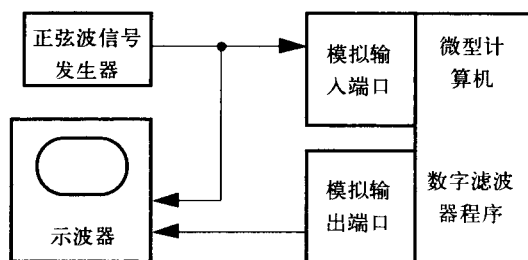 正弦波信号
发生器
模拟输
入端口
微型计
算机
示波器
模拟输
出端口
数字滤波
器程序